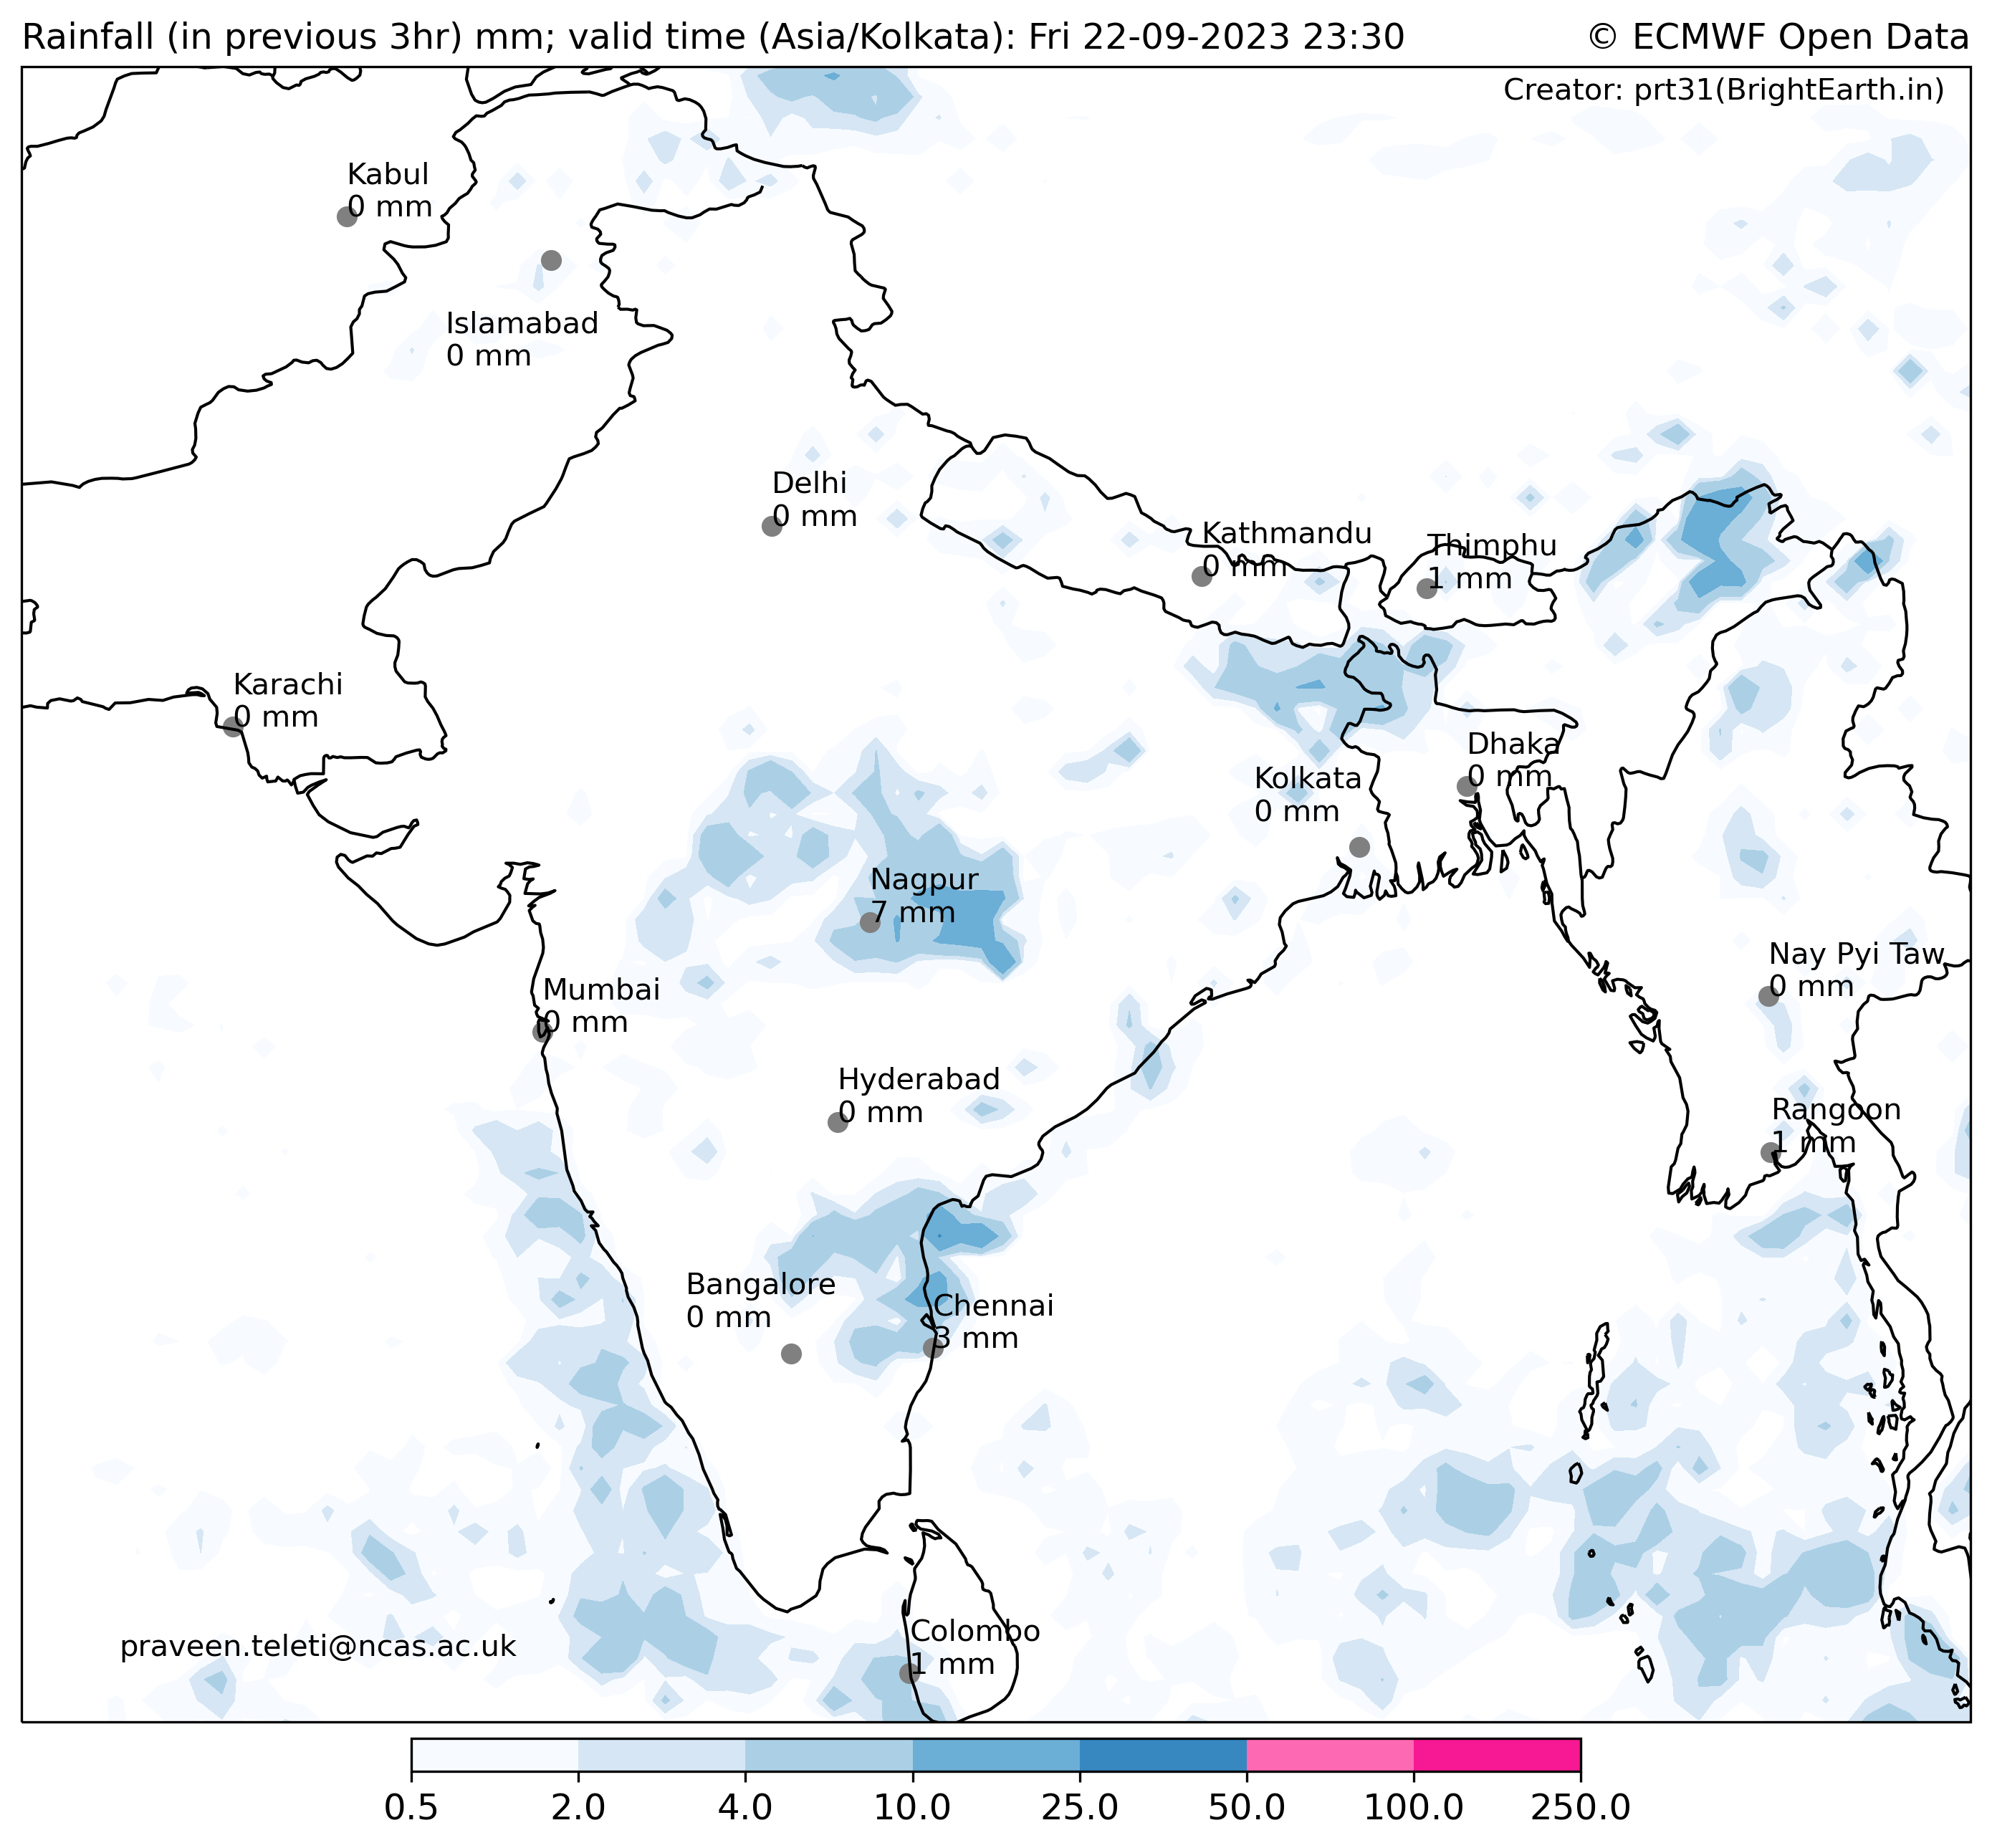 Rainfall (in previous 3hr) mm; valid time (Asia/Kolkata): Fri 22-09-2023 23:30
© ECMWF Open Data
Creator: prt31(BrightEarth.in)
Kabul
0 mm
Islamabad
0 mm
Delhi
0 mm
Kathmandu
0 mm
Thimphu
1 mm
Karachi
0 mm
Dhaka
0 mm
Kolkata
0 mm
Nagpur
7 mm
Nay Pyi Taw
0 mm
Mumbai
0 mm
Hyderabad
0 mm
Rangoon
1 mm
Bangalore
0 mm
Chennai
3 mm
Colombo
1 mm
praveen.teleti@ncas.ac.uk
0.5 2.0 4.0 10.0 25.0 50.0 100.0 250.0